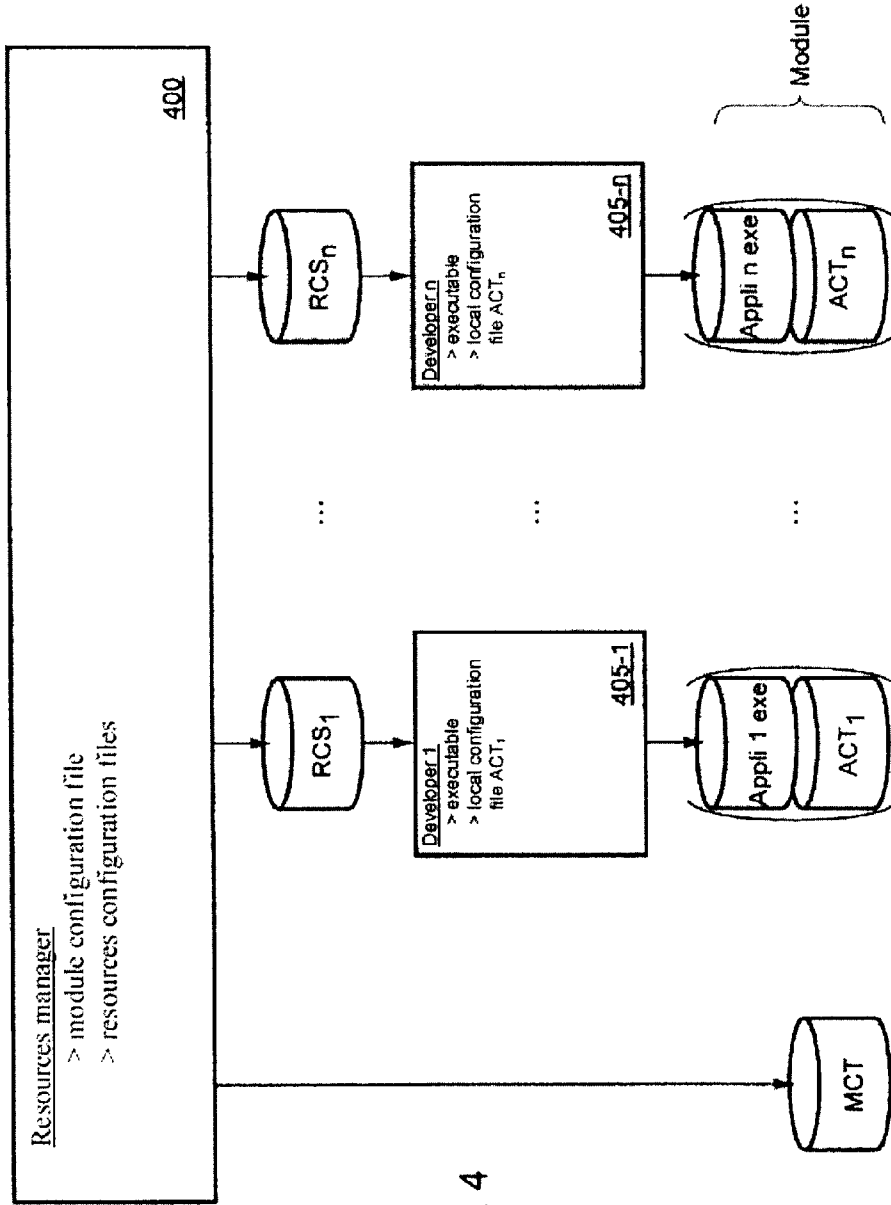 Resources manager
> module configuration file
> resources configuration files
400
RCS1
RCSn
...
Developer 1
> executable
> local configuration
file ACT1
405-1
...
Developer n
> executable
> local configuration
file ACTn
405-n
MCT
Appli 1 exe
ACT1
...
Appli n exe
ACTn
Module
4